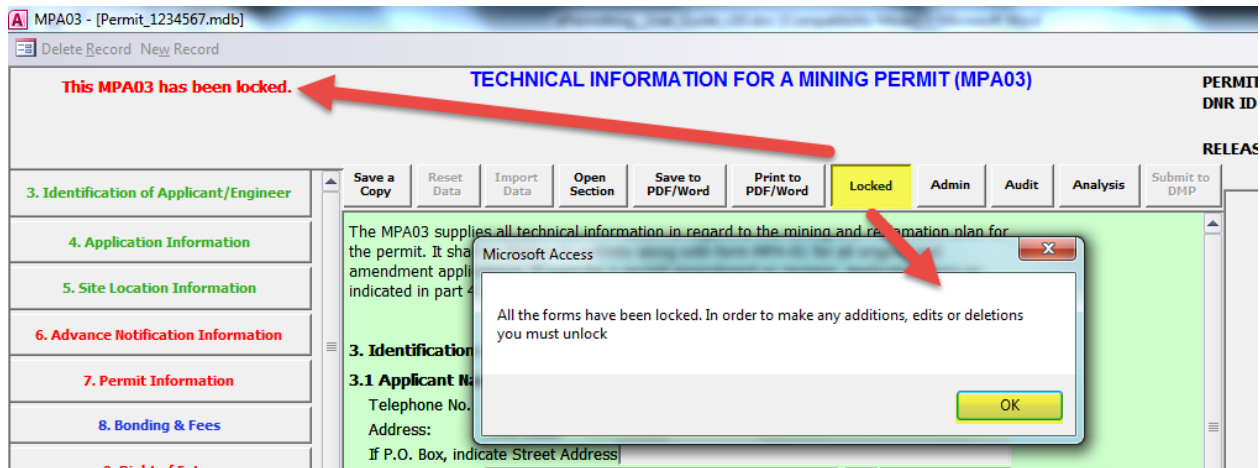 MPA03 - [Permit_1234567.mdb]
Delete Record New Record
This MPA03 has been locked.
TECHNICAL INFORMATION FOR A MINING PERMIT (MPA03)
PERMIT
DNR ID
RELEAS
3. Identification of Applicant/Engineer
4. Application Information
5. Site Location Information
6. Advance Notification Information
7. Permit Information
8. Bonding & Fees
Save a Copy
Reset Data
Import Data
Open Section
Save to PDF/Word
Print to PDF/Word
Locked
Admin
Audit
Analysis
Submit to DMP
The MPA03 supplies all technical information in regard to the mining and reclamation plan for
the permit. It sha
amendment appli
indicated in part 4
3. Identification
3.1 Applicant Na
Telephone No.
Address:
If P.O. Box, indicate Street Address
Microsoft Access
All the forms have been locked. In order to make any additions, edits or deletions
you must unlock
OK